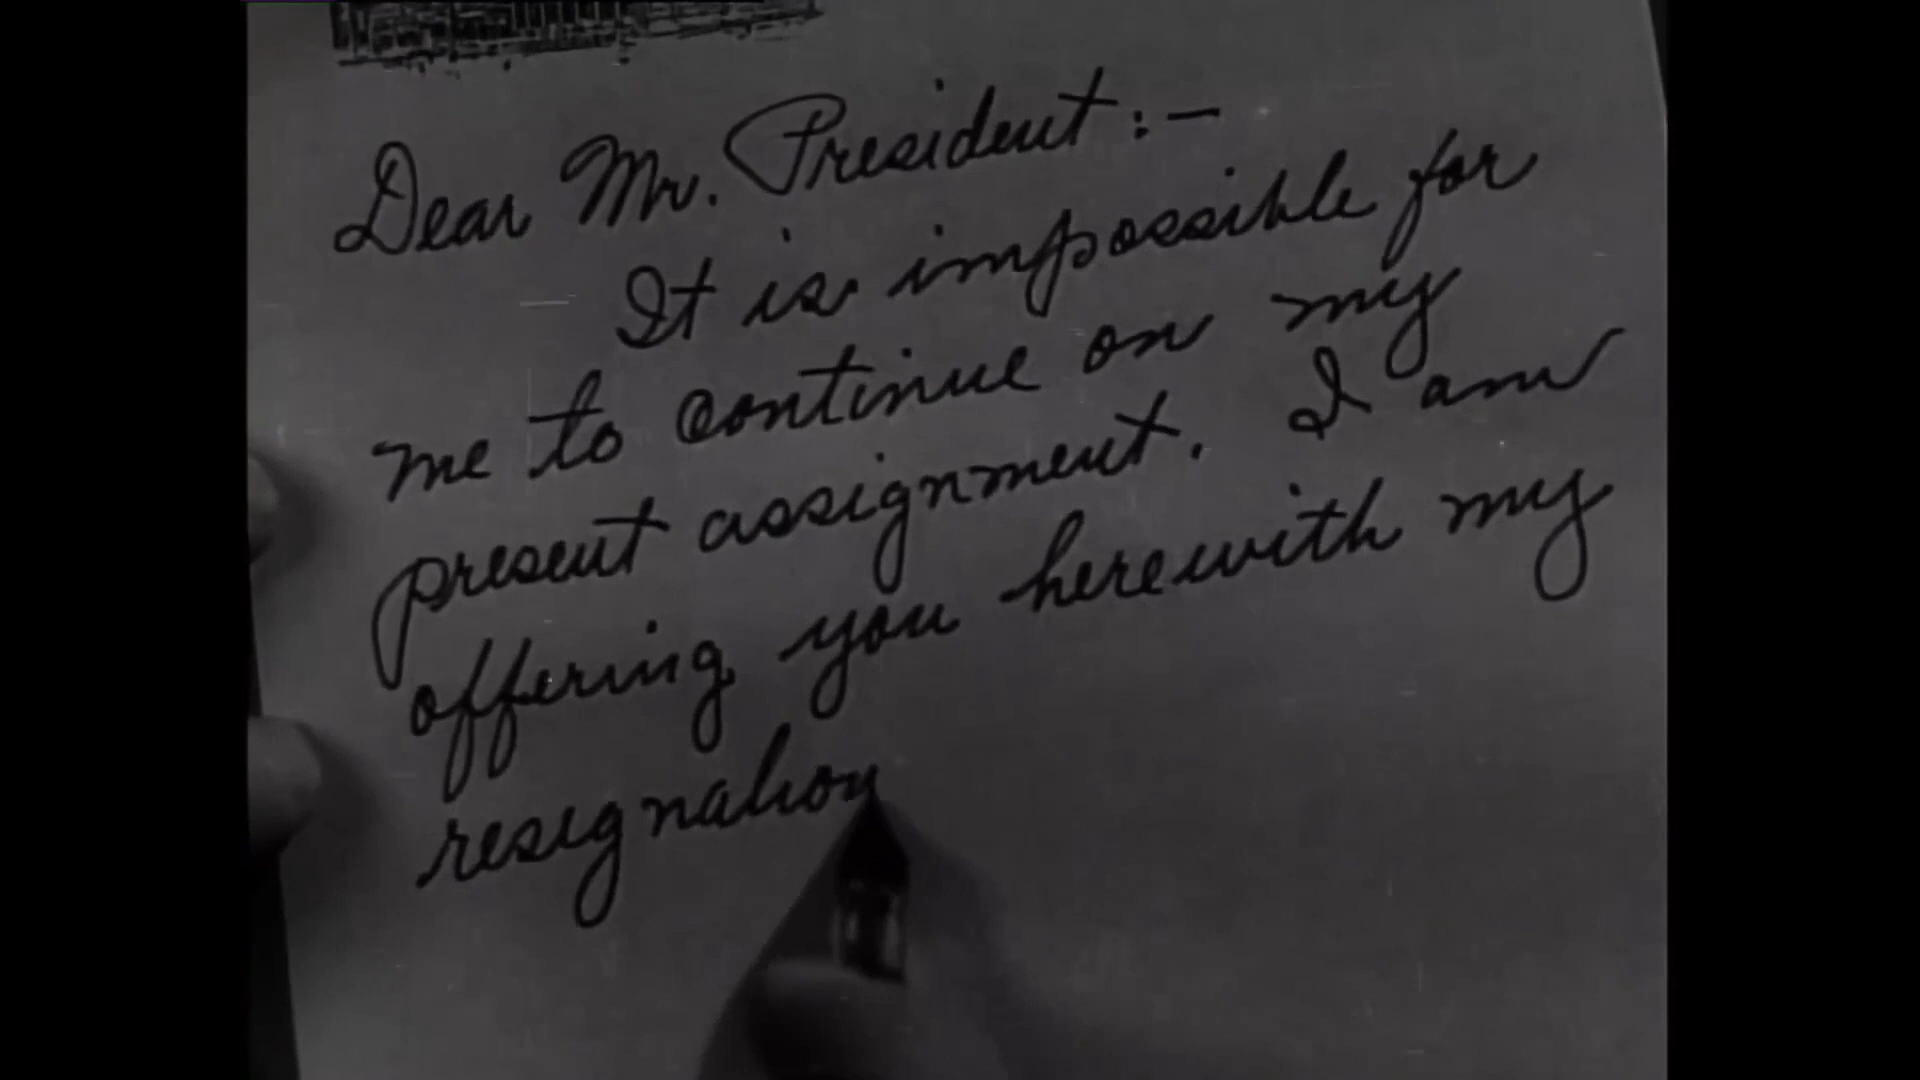 Dear Mr. President:-
It is impossible for
me to continue on my
present assignment. I am
offering you herewith my
resignation